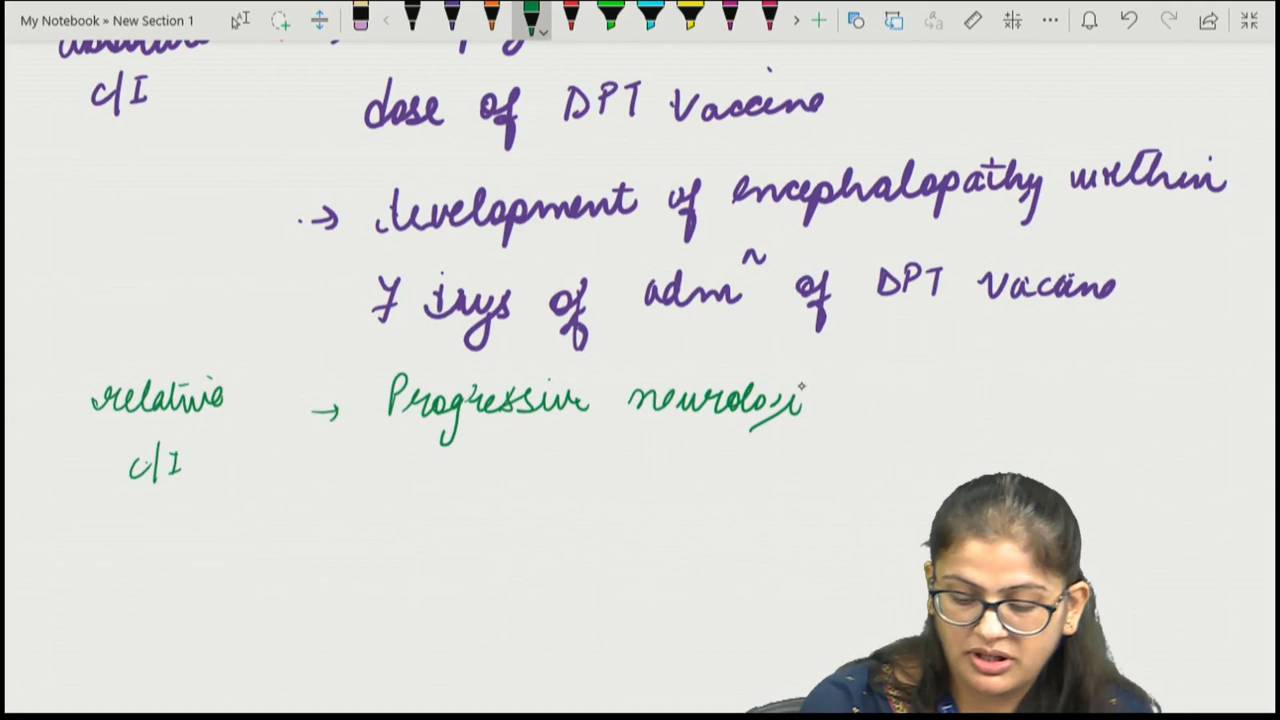 My Notebook » New Section 1
c/I
dose of DPT Vaccine
→ development of encephalopathy within
7 days of admⁿ of DPT Vaccine
relative → Progressive neurologi
c/I